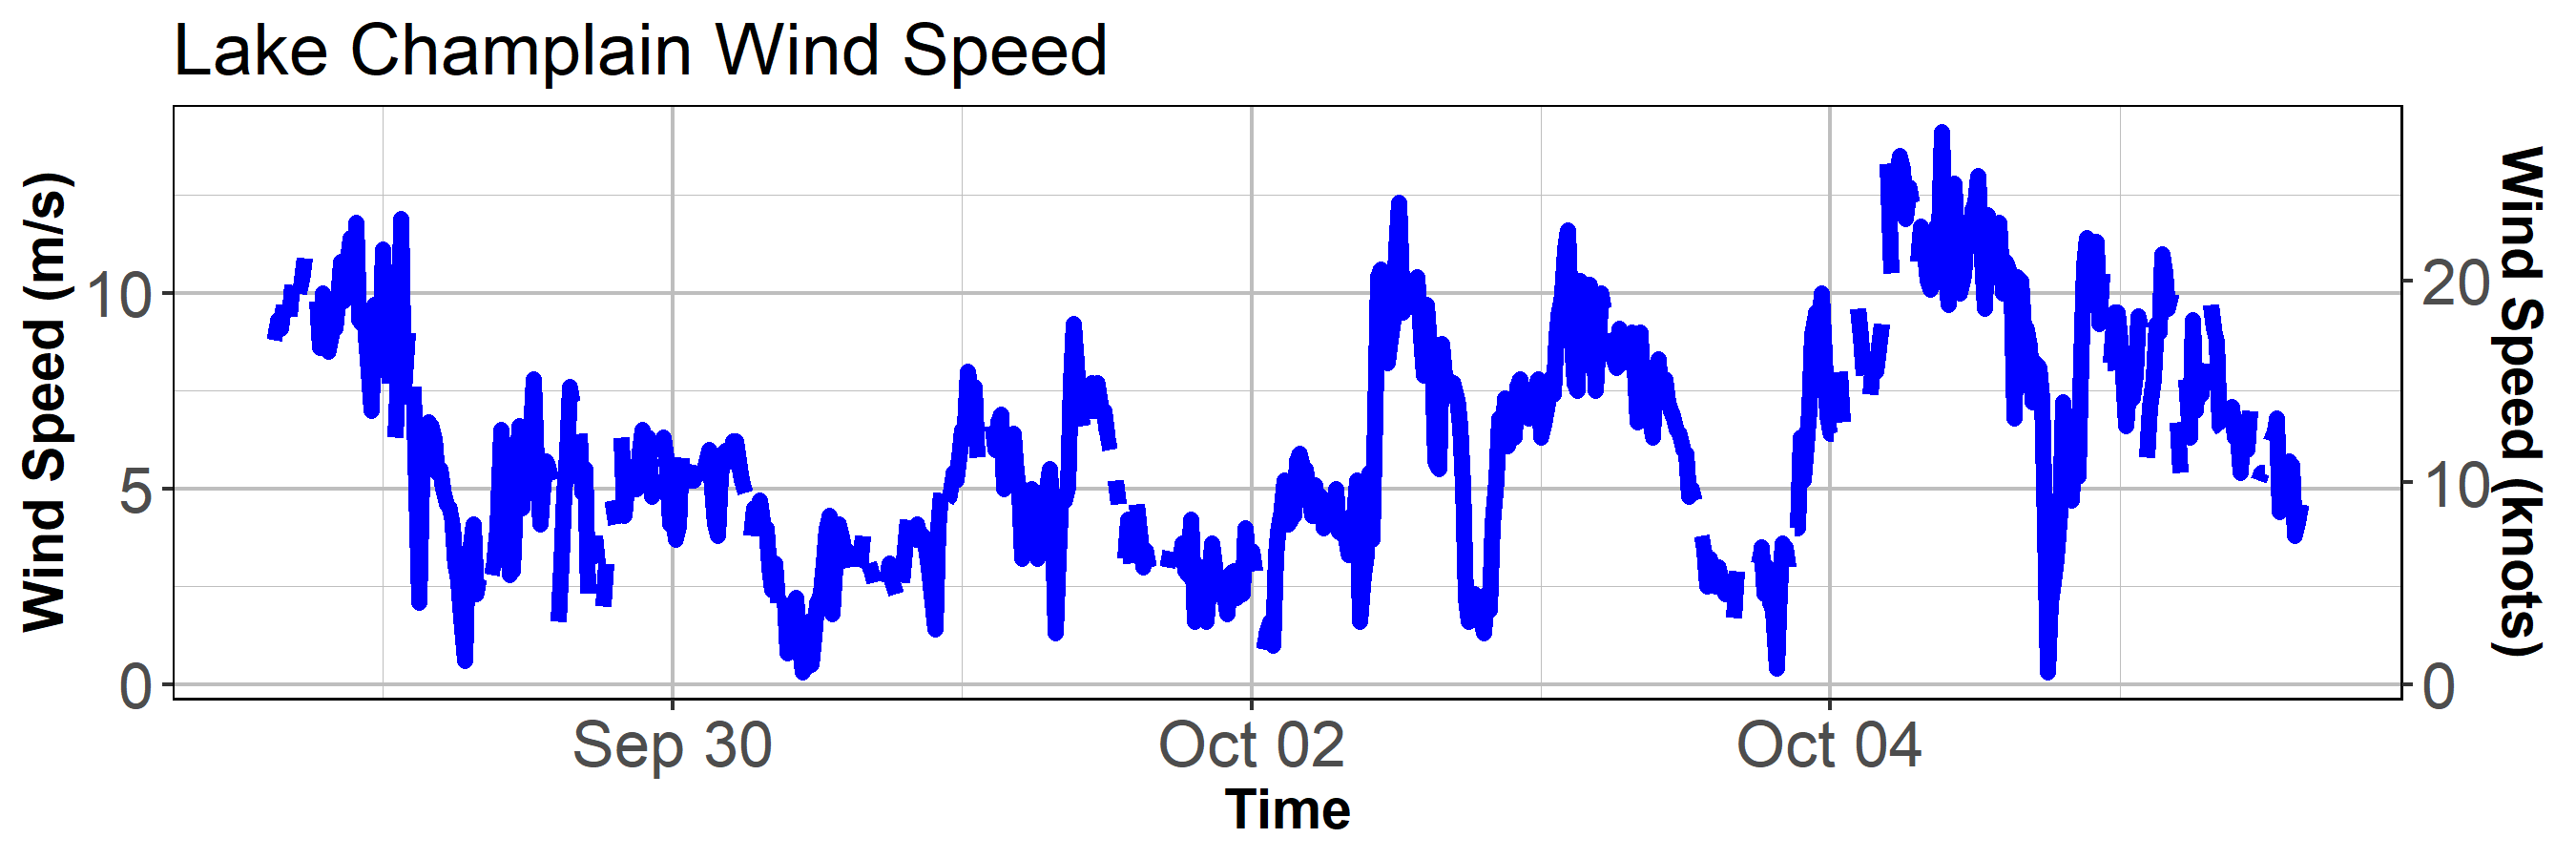 Lake Champlain Wind Speed
Wind Speed (m/s)
10
5
0
20
10
0
Wind Speed (knots)
Sep 30
Oct 02
Oct 04
Time